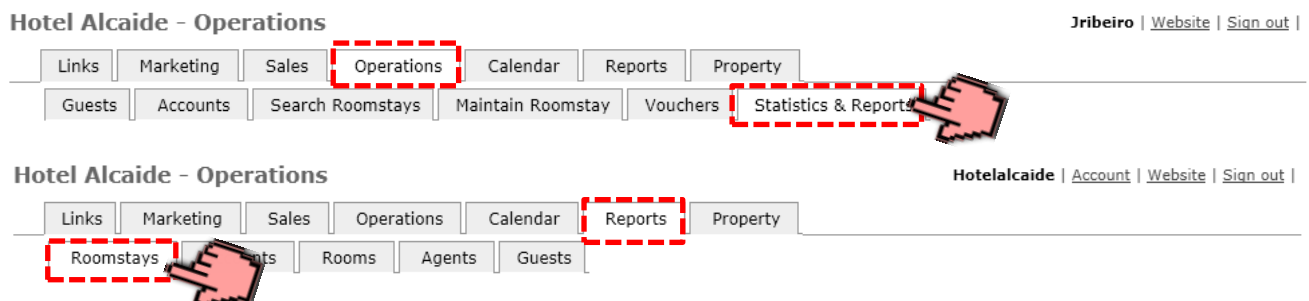 Hotel Alcaide - Operations Jribeiro | Website | Sign out |
Links Marketing Sales Operations Calendar Reports Property
Guests Accounts Search Roomstays Maintain Roomstay Vouchers Statistics & Reports
Hotel Alcaide - Operations Hotelalcaide | Account | Website | Sign out |
Links Marketing Sales Operations Calendar Reports Property
Roomstays Rooms Agents Guests